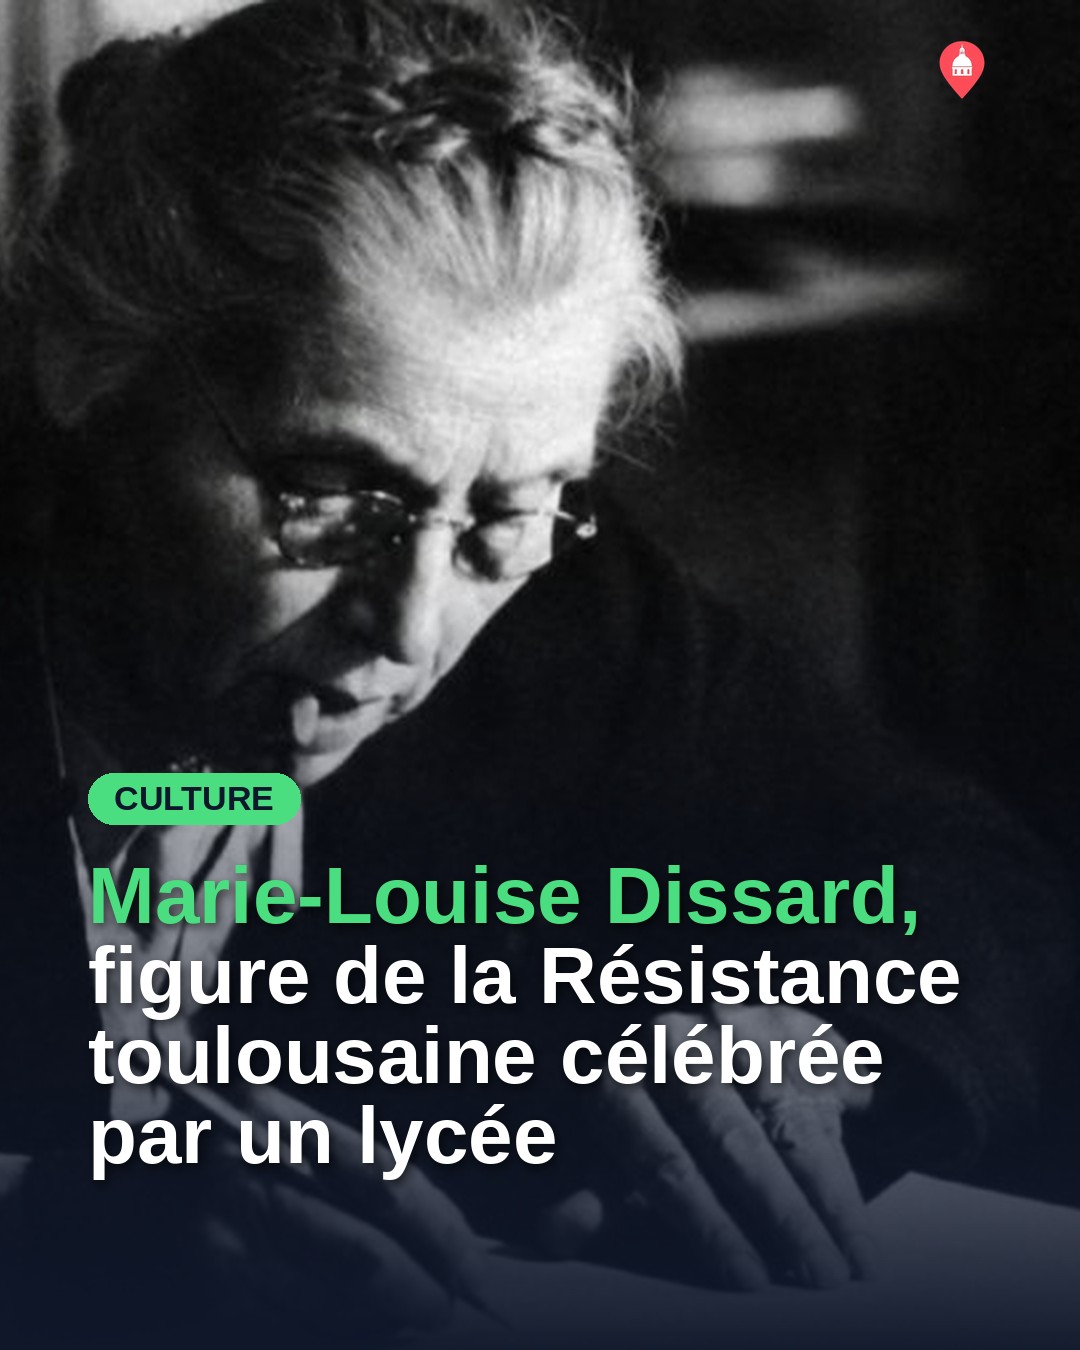 CULTURE
Marie-Louise Dissard,
figure de la Résistance
toulousaine célébrée
par un lycée